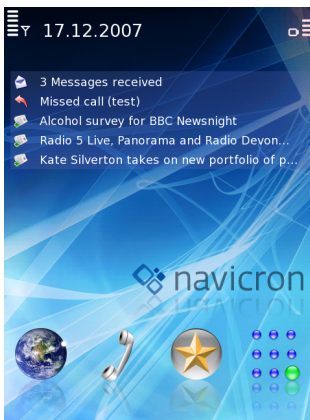 17.12.2007
3 Messages received
Missed call (test)
Alcohol survey for BBC Newsnight
Radio 5 Live, Panorama and Radio Devon...
Kate Silverton takes on new portfolio of p...
navicron